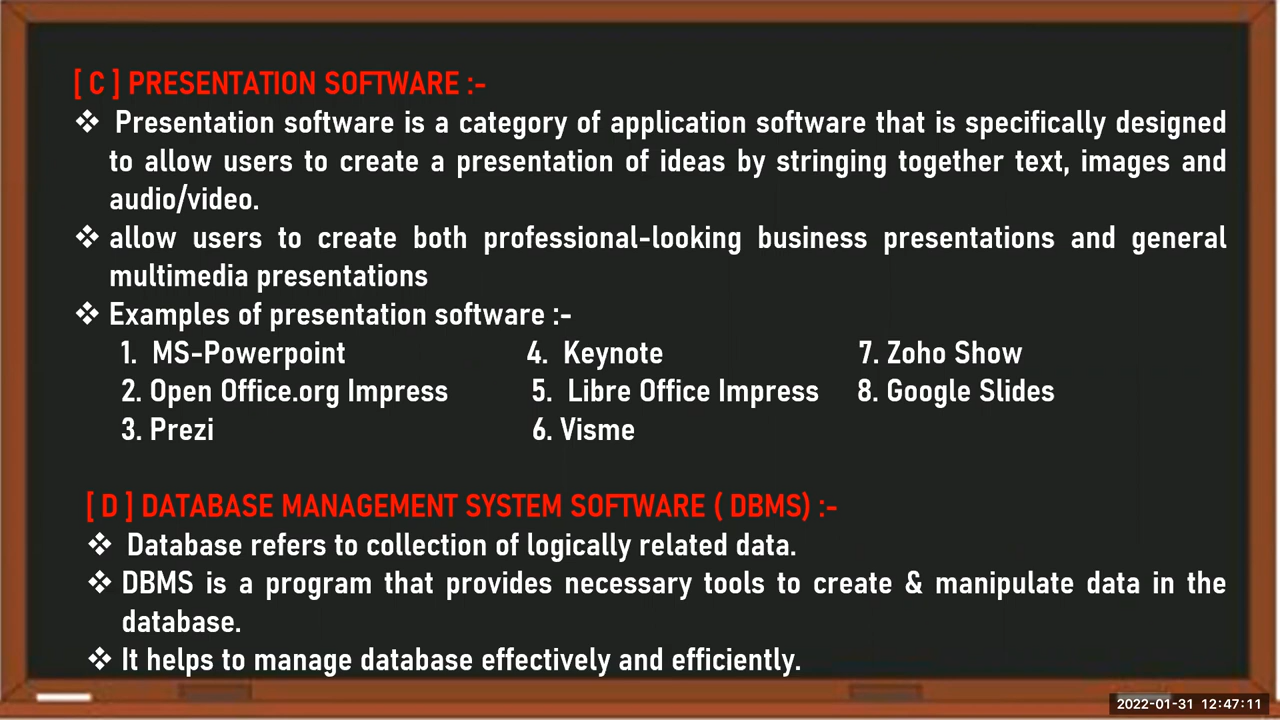 [ C ] PRESENTATION SOFTWARE :-
❖ Presentation software is a category of application software that is specifically designed
to allow users to create a presentation of ideas by stringing together text, images and
audio/video.
❖ allow users to create both professional-looking business presentations and general
multimedia presentations
❖ Examples of presentation software :-
1. MS-Powerpoint 4. Keynote 7. Zoho Show
2. Open Office.org Impress 5. Libre Office Impress 8. Google Slides
3. Prezi 6. Visme
[ D ] DATABASE MANAGEMENT SYSTEM SOFTWARE ( DBMS) :-
❖ Database refers to collection of logically related data.
❖ DBMS is a program that provides necessary tools to create & manipulate data in the
database.
❖ It helps to manage database effectively and efficiently.
2022-01-31 12:47:11